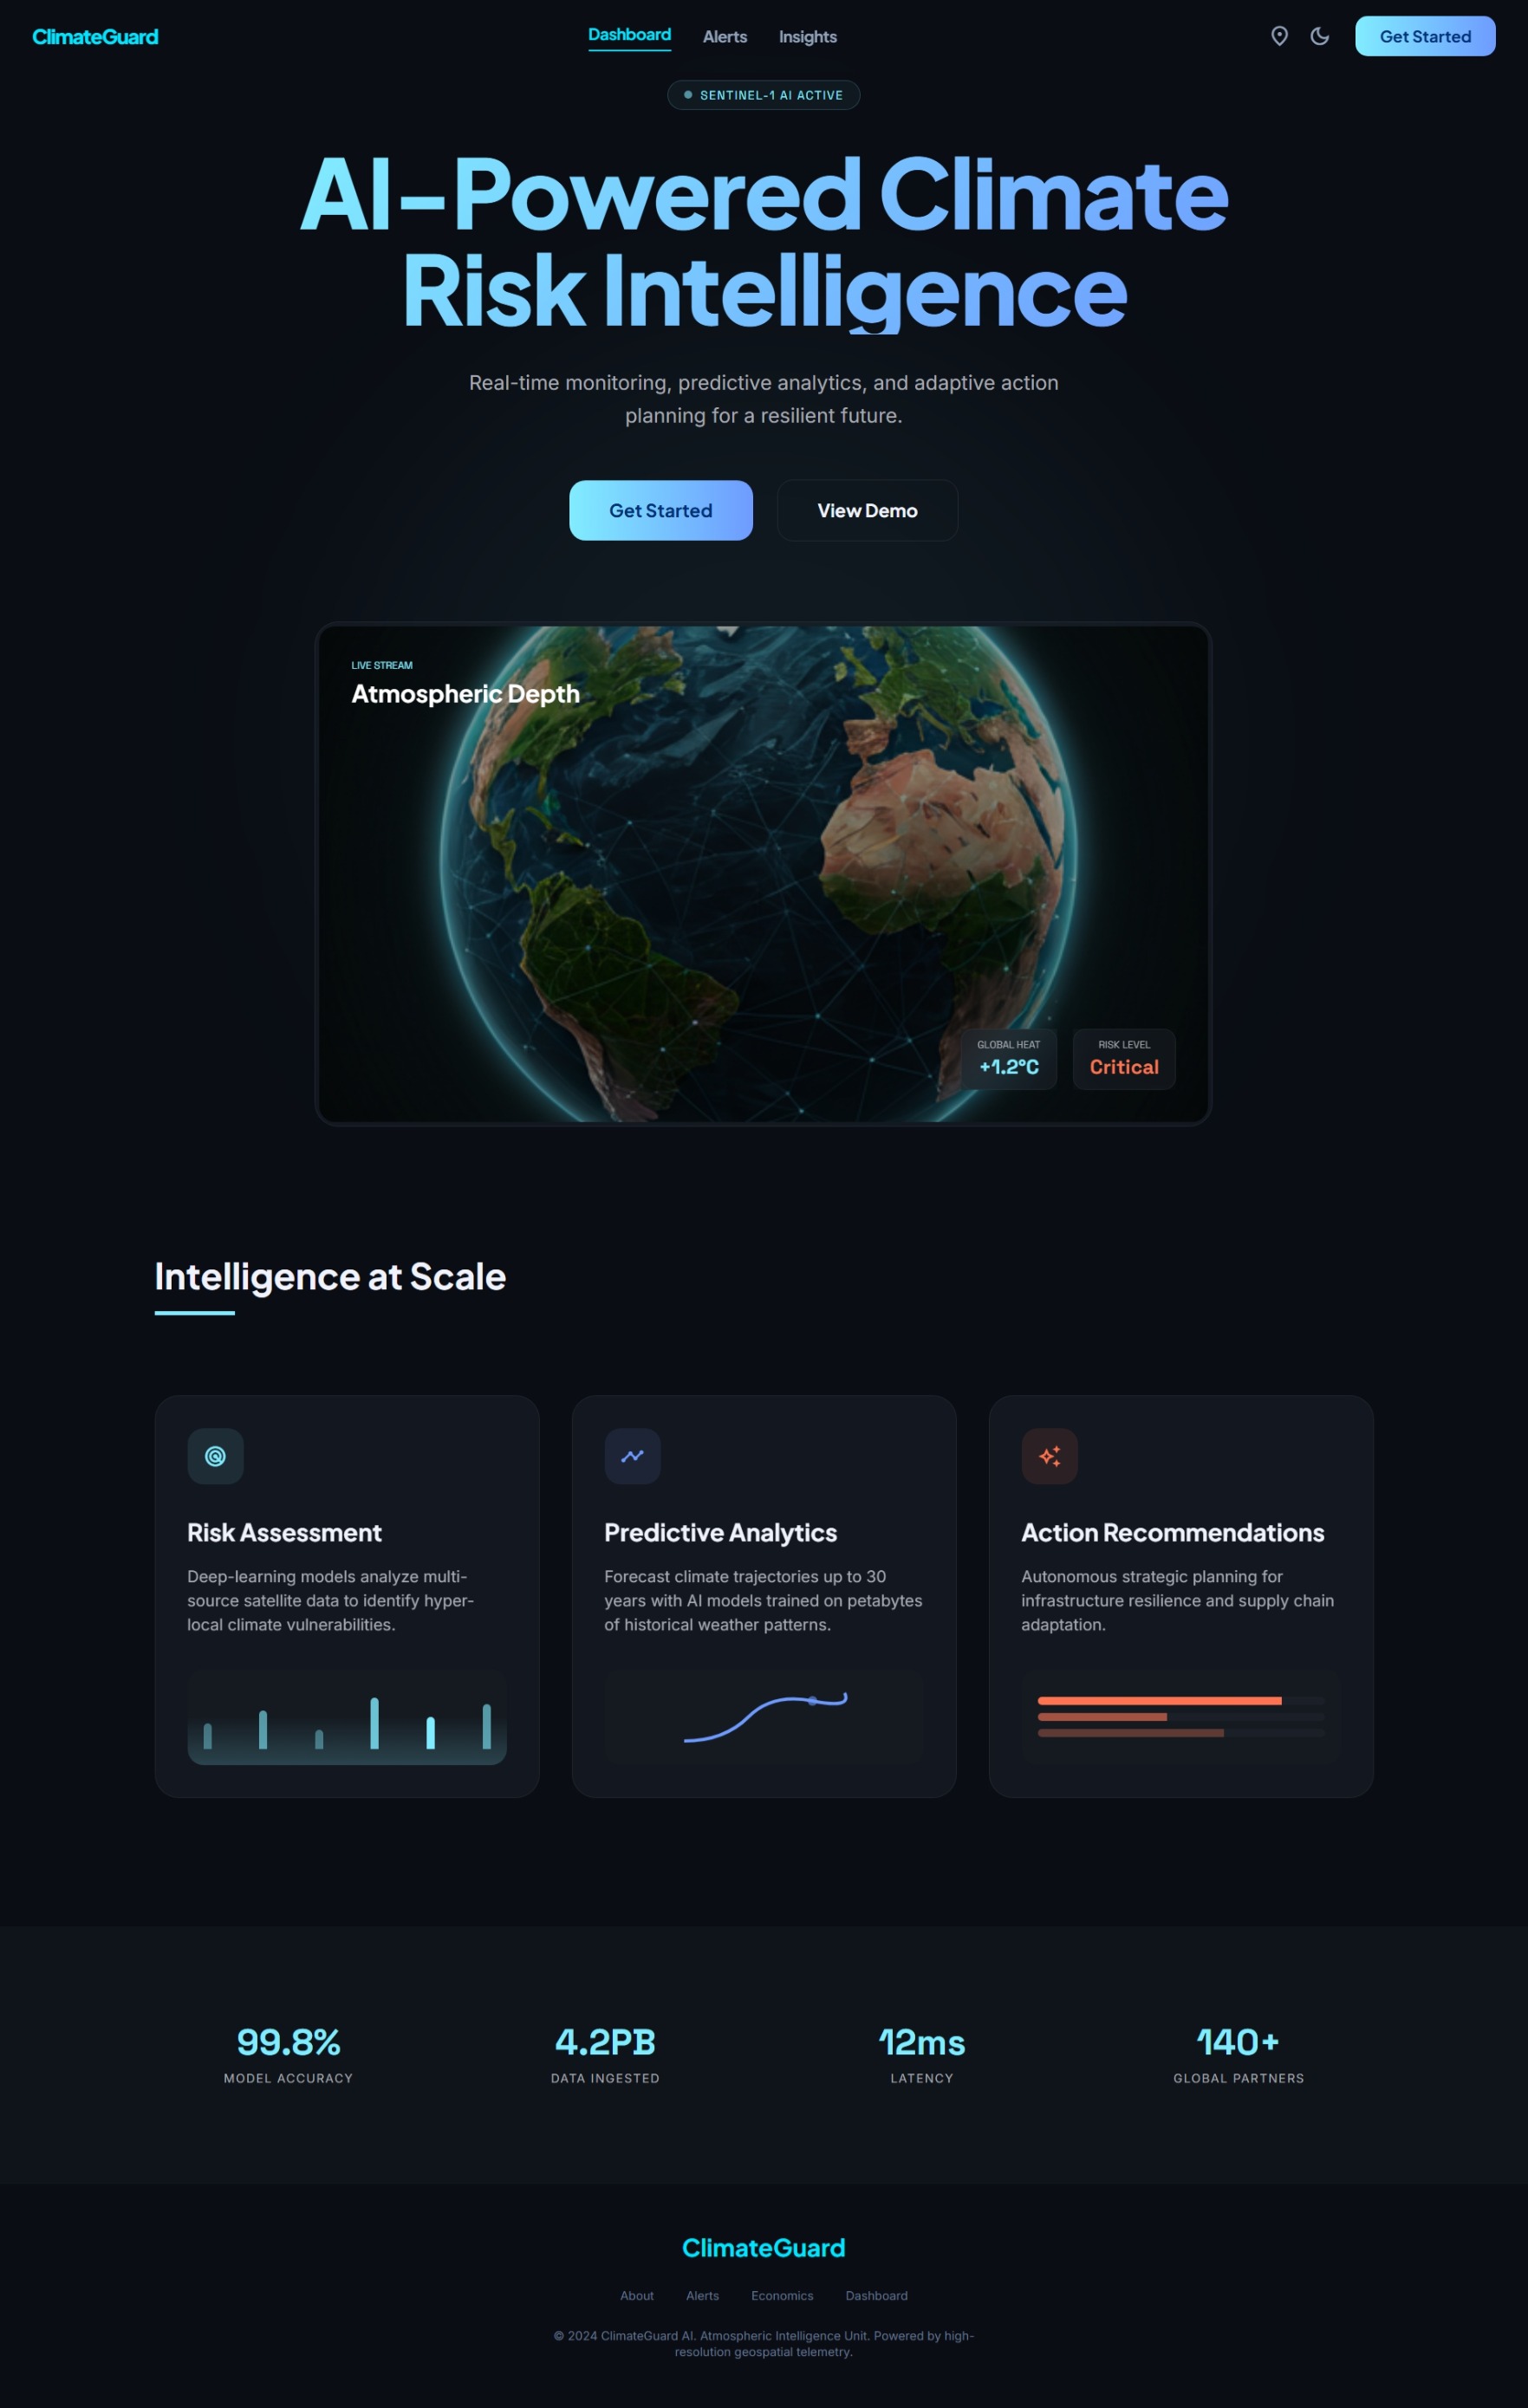 ClimateGuard
Dashboard
Alerts
Insights
Get Started
SENTINEL-1 AI ACTIVE
AI-Powered Climate
Risk Intelligence
Real-time monitoring, predictive analytics, and adaptive action
planning for a resilient future.
Get Started
View Demo
LIVE STREAM
Atmospheric Depth
GLOBAL HEAT
+1.2°C
RISK LEVEL
Critical
Intelligence at Scale
Risk Assessment
Deep-learning models analyze multi-
source satellite data to identify hyper-
local climate vulnerabilities.
Predictive Analytics
Forecast climate trajectories up to 30
years with AI models trained on petabytes
of historical weather patterns.
Action Recommendations
Autonomous strategic planning for
infrastructure resilience and supply chain
adaptation.
99.8%
MODEL ACCURACY
4.2PB
DATA INGESTED
12ms
LATENCY
140+
GLOBAL PARTNERS
ClimateGuard
About
Alerts
Economics
Dashboard
© 2024 ClimateGuard AI. Atmospheric Intelligence Unit. Powered by high-
resolution geospatial telemetry.